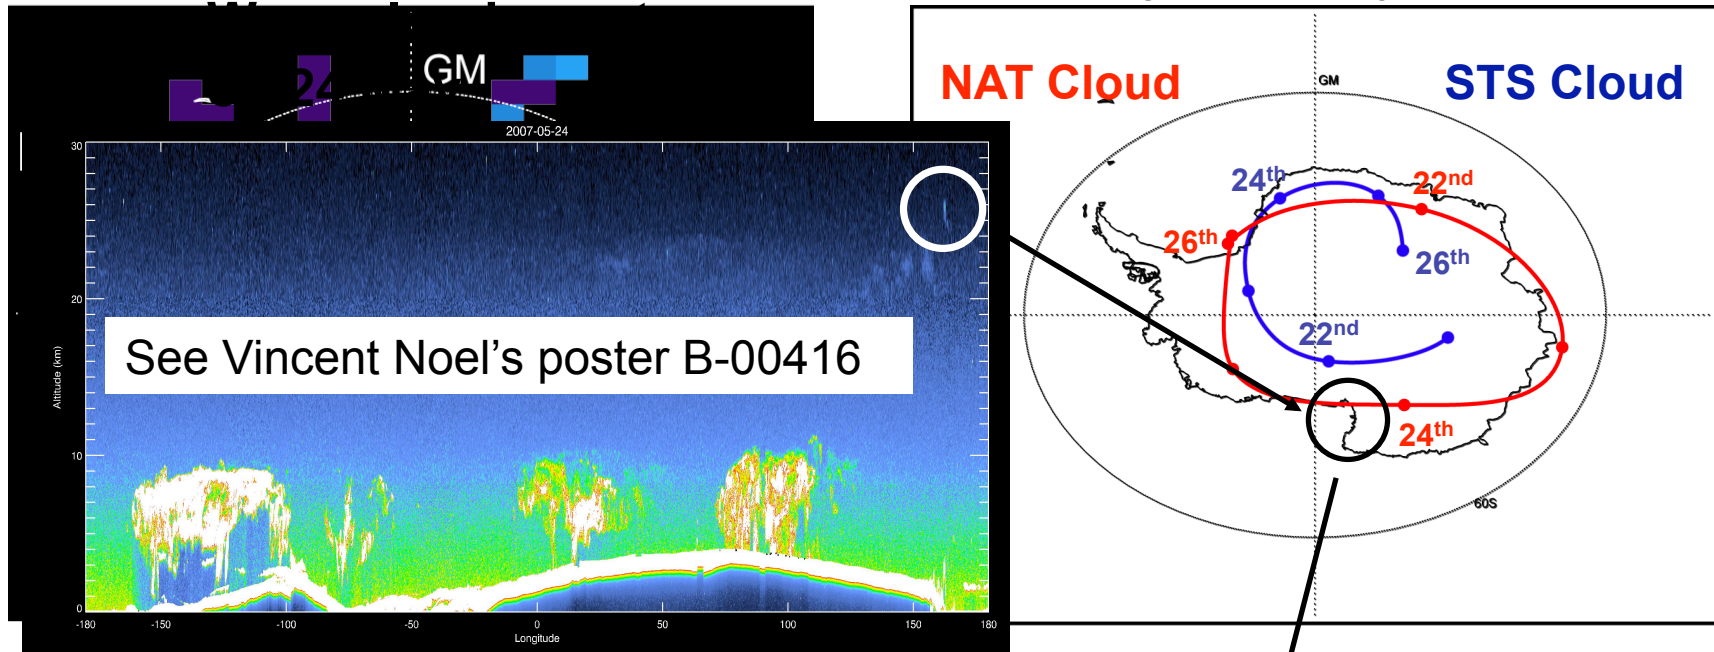 GM
24
2007-05-24
30
20
10
0
Altitude (km)
-180 -150 -100 -50 0 50 100 150 180
Longitude
See Vincent Noel’s poster B-00416
NAT Cloud
STS Cloud
GM
24th
22nd
26th
26th
22nd
24th
60S